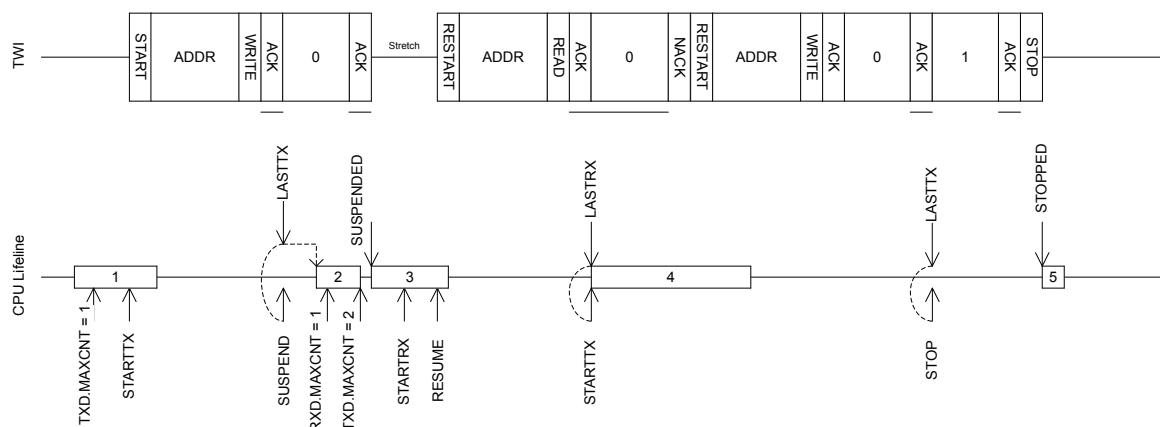 TWI
START
ADDR
WRITE
ACK
0
ACK
Stretch
RESTART
ADDR
READ
ACK
0
NACK
RESTART
ADDR
WRITE
ACK
0
ACK
1
ACK
STOP
CPU Lifeline
LASTTX
SUSPENDED
LASTRX
LASTTX
STOPPED
1
2
3
4
5
TXD.MAXCNT = 1
STARTTX
SUSPEND
RXD.MAXCNT = 1
TXD.MAXCNT = 2
STARTRX
RESUME
STARTTX
STOP